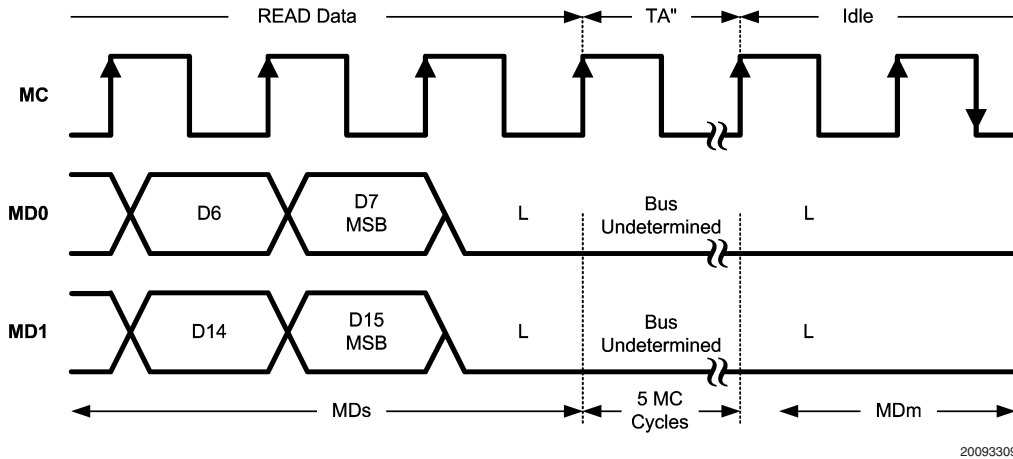 READ Data
TA"
Idle
MC
MD0
D6
D7
MSB
L
Bus
Undetermined
L
MD1
D14
D15
MSB
L
Bus
Undetermined
L
MDs
5 MC
Cycles
MDm
20093309